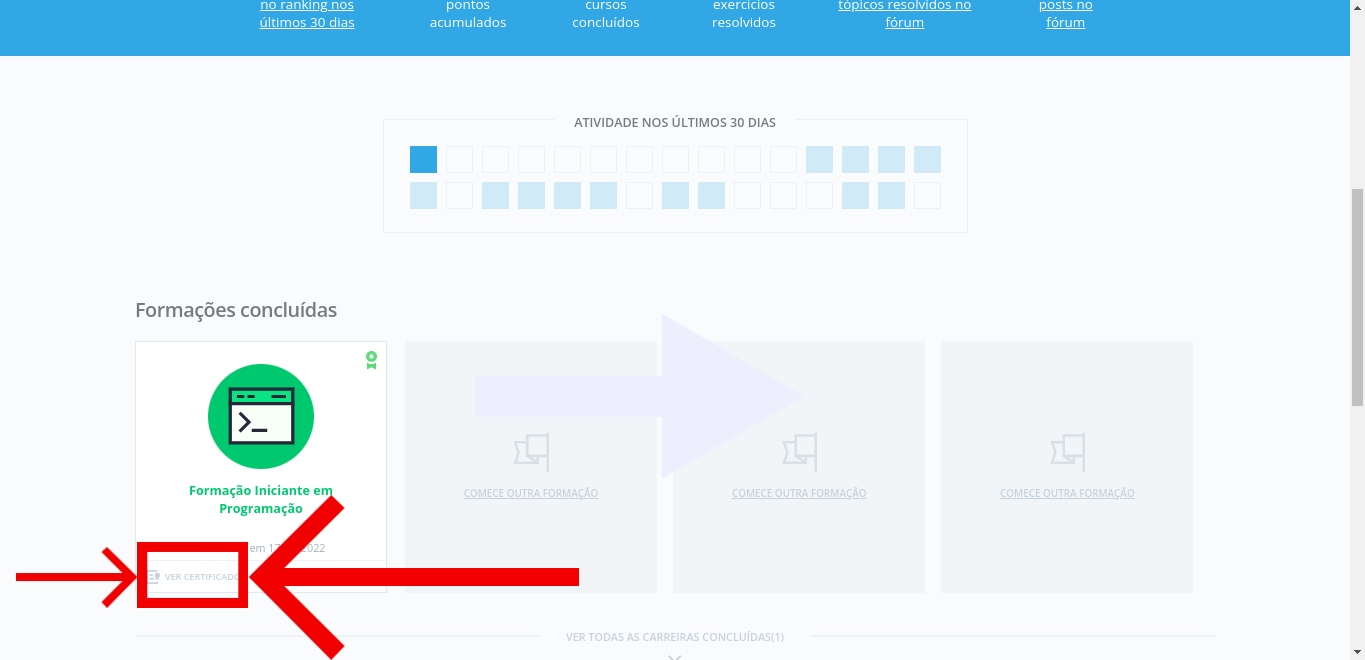 no ranking nos
últimos 30 dias
pontos
acumulados
cursos
concluídos
exercícios
resolvidos
tópicos resolvidos no
fórum
posts no
fórum
ATIVIDADE NOS ÚLTIMOS 30 DIAS
Formações concluídas
Formação Iniciante em
Programação
em 2022
VER CERTIFICADO
COMECE OUTRA FORMAÇÃO
COMECE OUTRA FORMAÇÃO
COMECE OUTRA FORMAÇÃO
VER TODAS AS CARREIRAS CONCLUÍDAS(1)